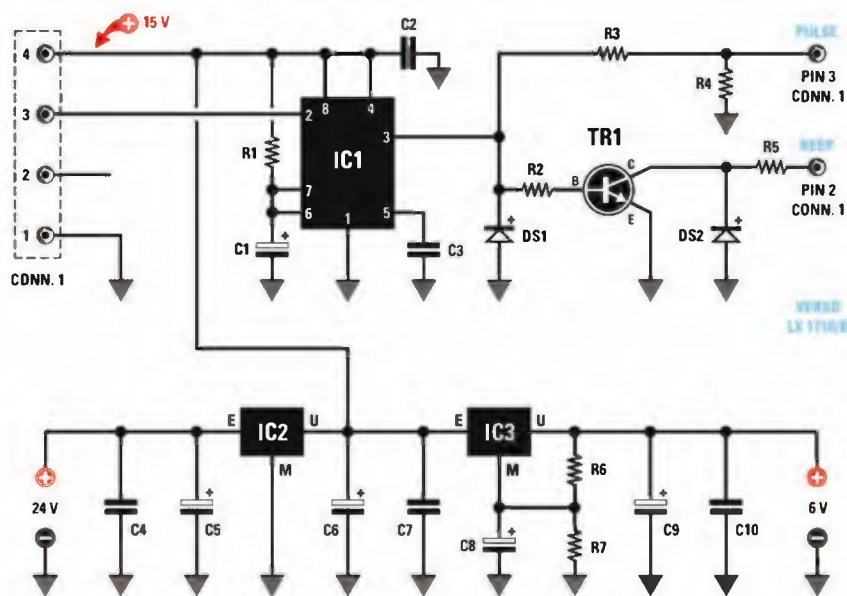 15 V
C2
R3
PULSE
4
PIN 3
CONN. 1
R4
8
4
3
2
3
TR1
BEEP
R1
IC1
R2
C
R5
B
PIN 2
CONN. 1
2
7
5
E
6
1
DS1
DS2
1
C1
C3
CONN. 1
VERSO
LX 1710/B
E
IC2
U
E
IC3
U
M
M
R6
24 V
6 V
C4
C5
C6
C7
C8
R7
C9
C10